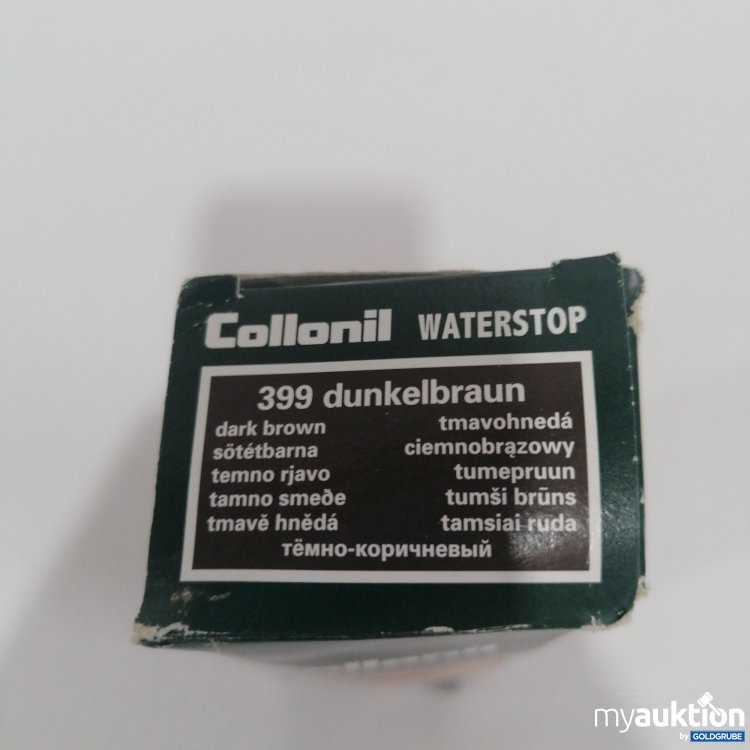 Collonil WATERSTOP
399 dunkelbraun
dark brown
sötétbarna
temno rjavo
tamno smeđe
tmavě hnědá
tmavohnedá
ciemnobrązowy
tumepruun
tumši brūns
tamsiai ruda
тёмно-коричневый
myauktion
by GOLDGRUBE